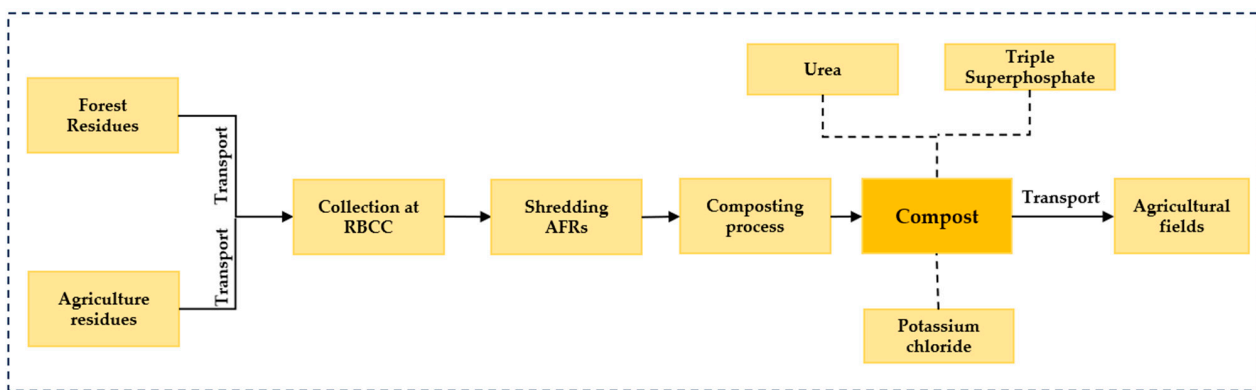 Forest
Residues
Transport
Transport
Agriculture
residues
Collection at
RBCC
Shredding
AFRs
Composting
process
Urea
Triple
Superphosphate
Compost
Potassium
chloride
Transport
Agricultural
fields